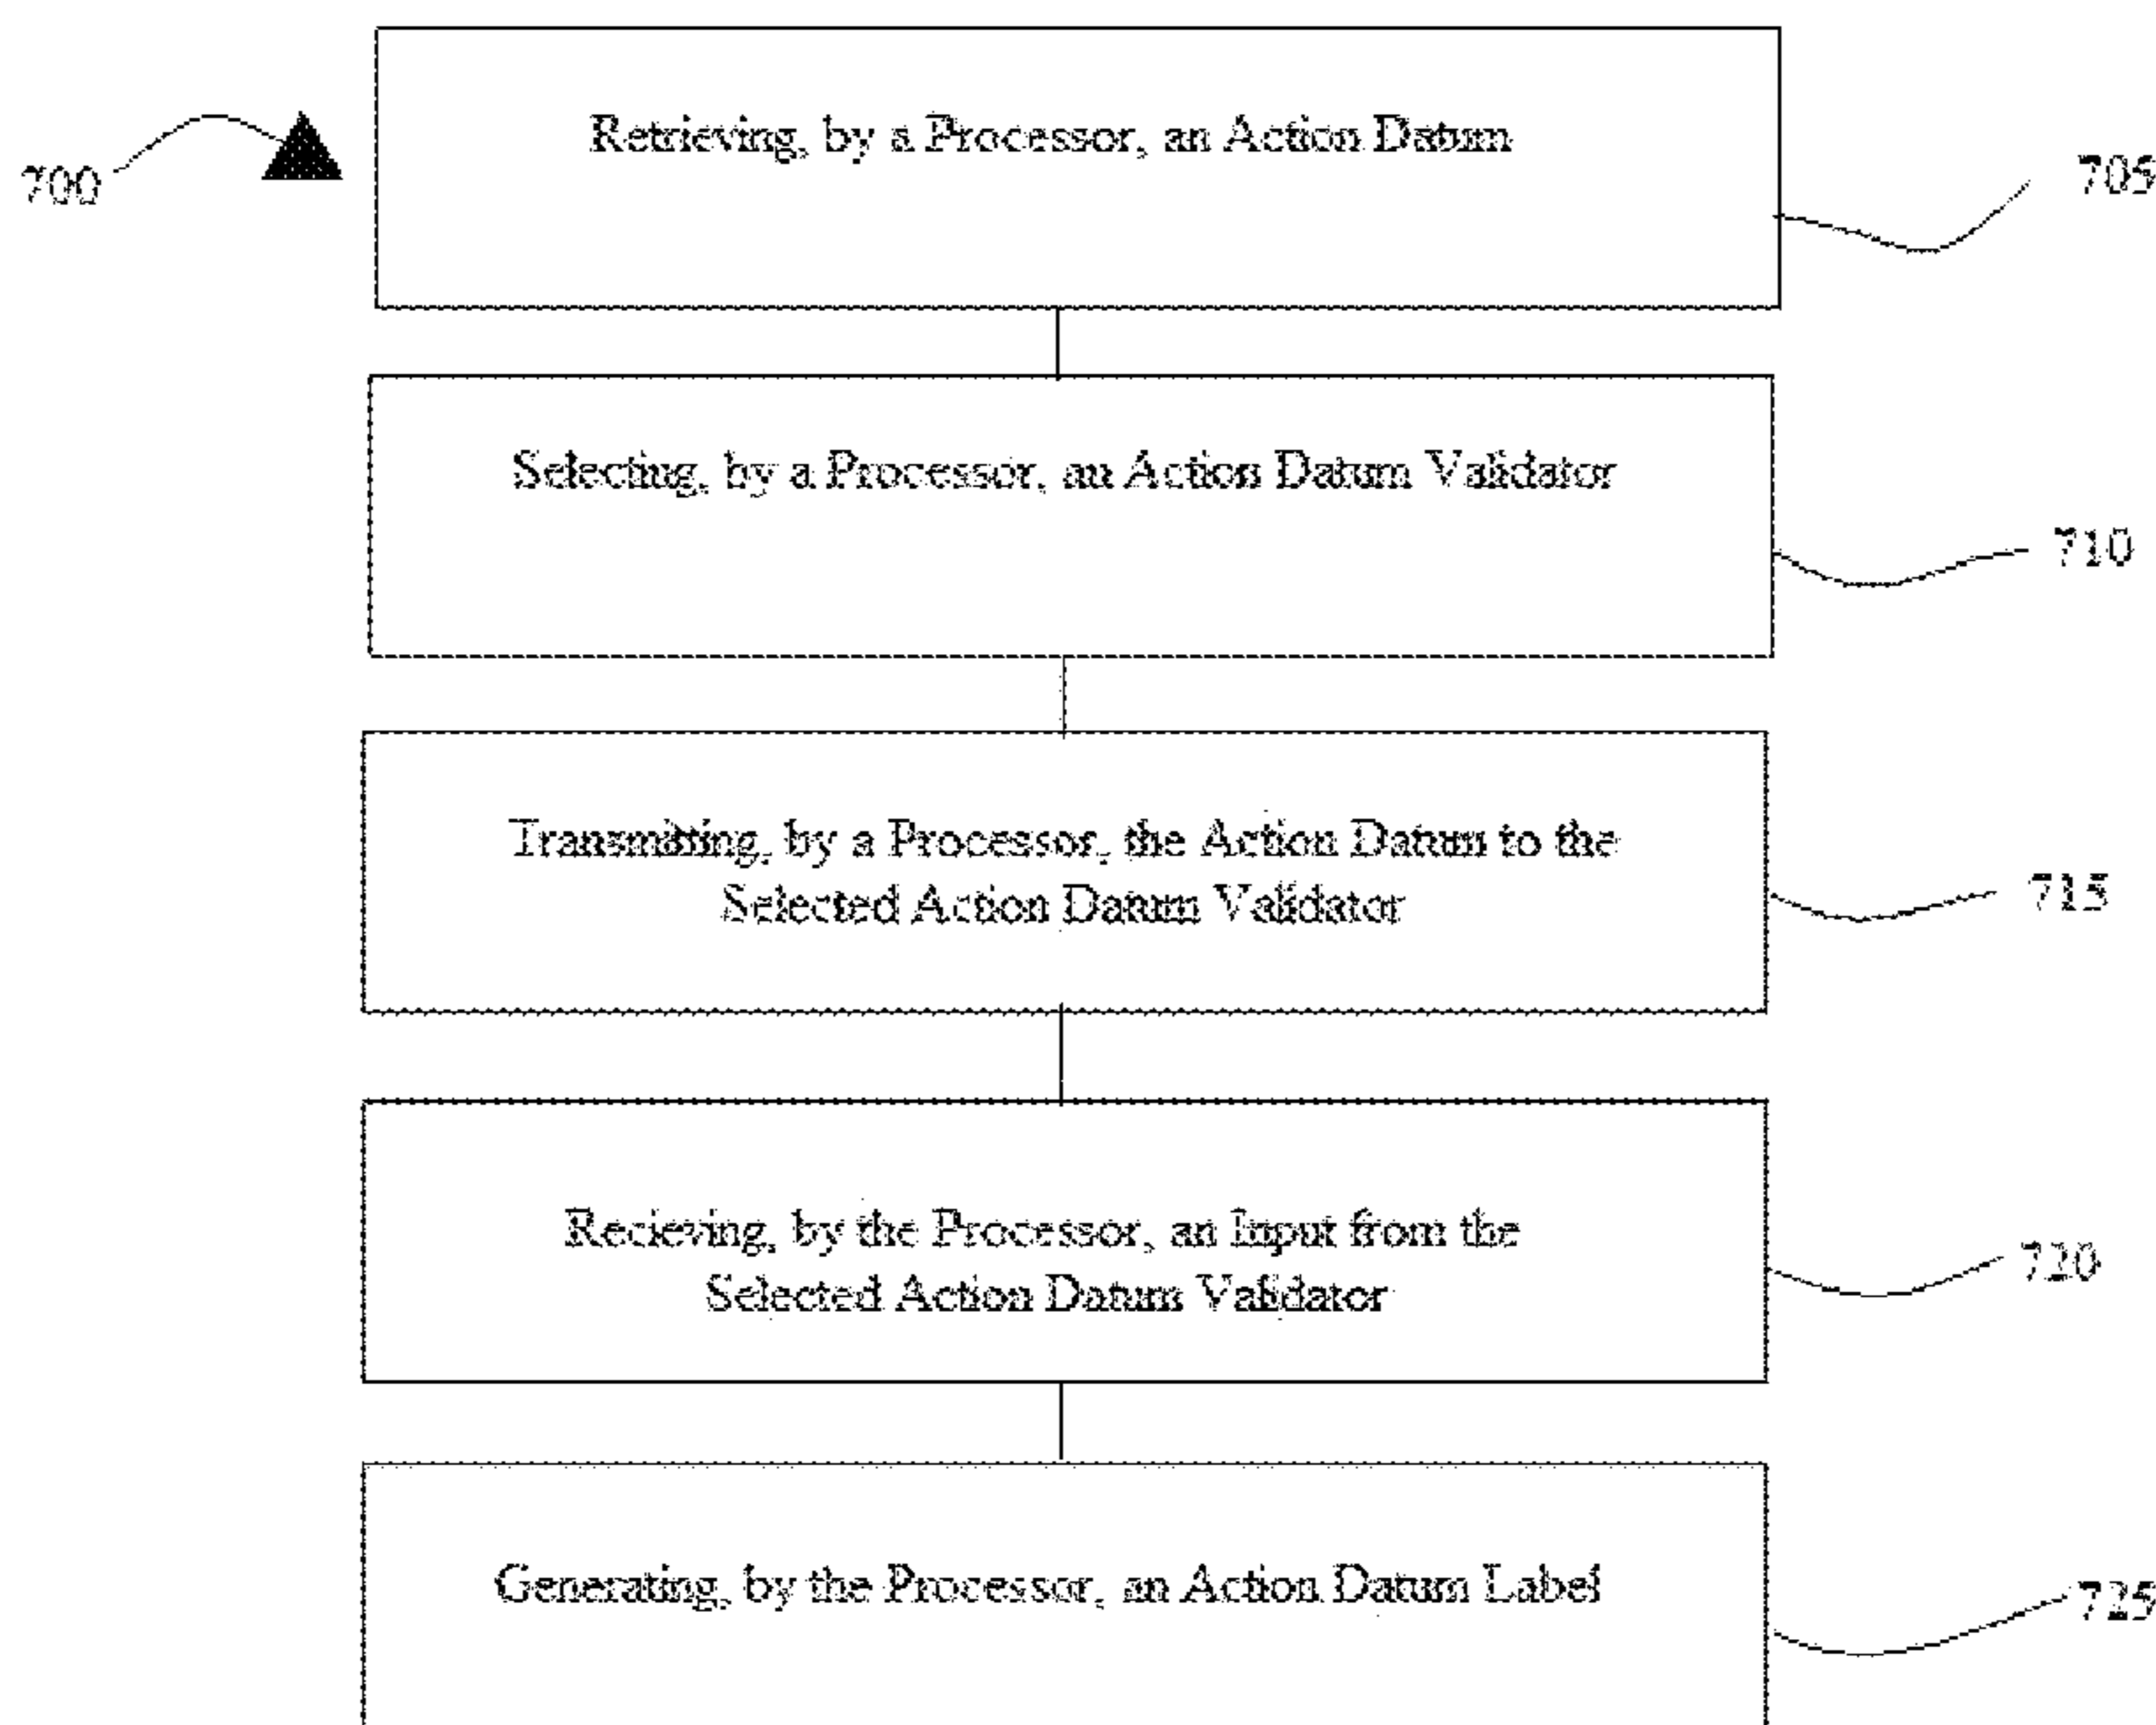 Retrieving, by a Processor, an Action Datum
700
705
Selecting, by a Processor, an Action Datum Validator
710
Transmitting, by a Processor, the Action Datum to the
Selected Action Datum Validator
715
Recieving, by the Processor, an Input from the
Selected Action Datum Validator
720
Generating, by the Processor, an Action Datum Label
725